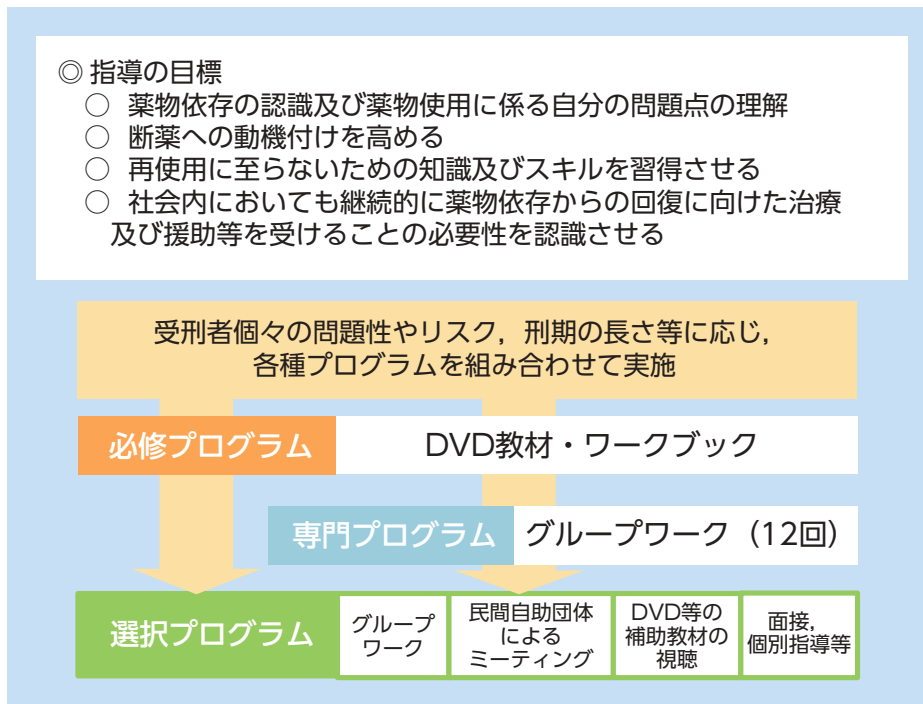 ◎ 指導の目標
○ 薬物依存の認識及び薬物使用に係る自分の問題点の理解
○ 断薬への動機付けを高める
○ 再使用に至らないための知識及びスキルを習得させる
○ 社会内においても継続的に薬物依存からの回復に向けた治療
及び援助等を受けることの必要性を認識させる
受刑者個々の問題性やリスク，刑期の長さ等に応じ，
各種プログラムを組み合わせて実施
必修プログラム
DVD教材・ワークブック
専門プログラム
グループワーク（12回）
選択プログラム
グループ
ワーク
民間自助団体
による
ミーティング
DVD等の
補助教材の
視聴
面接，
個別指導等